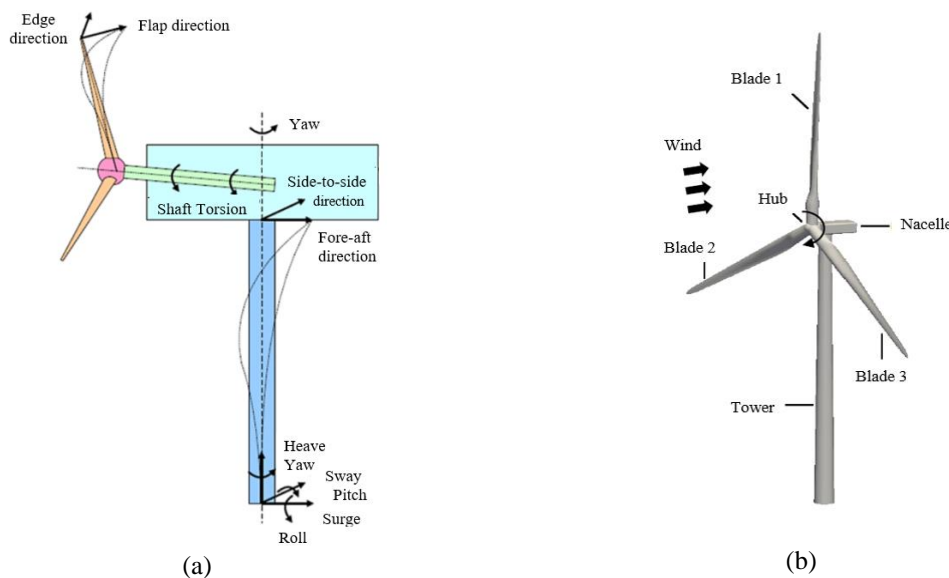 Edge
direction
Flap direction
Yaw
Side-to-side
direction
Shaft Torsion
Fore-aft
direction
Heave
Yaw
Sway
Pitch
Surge
Roll
(a)
Blade 1
Wind
Hub
Nacelle
Blade 2
Blade 3
Tower
(b)